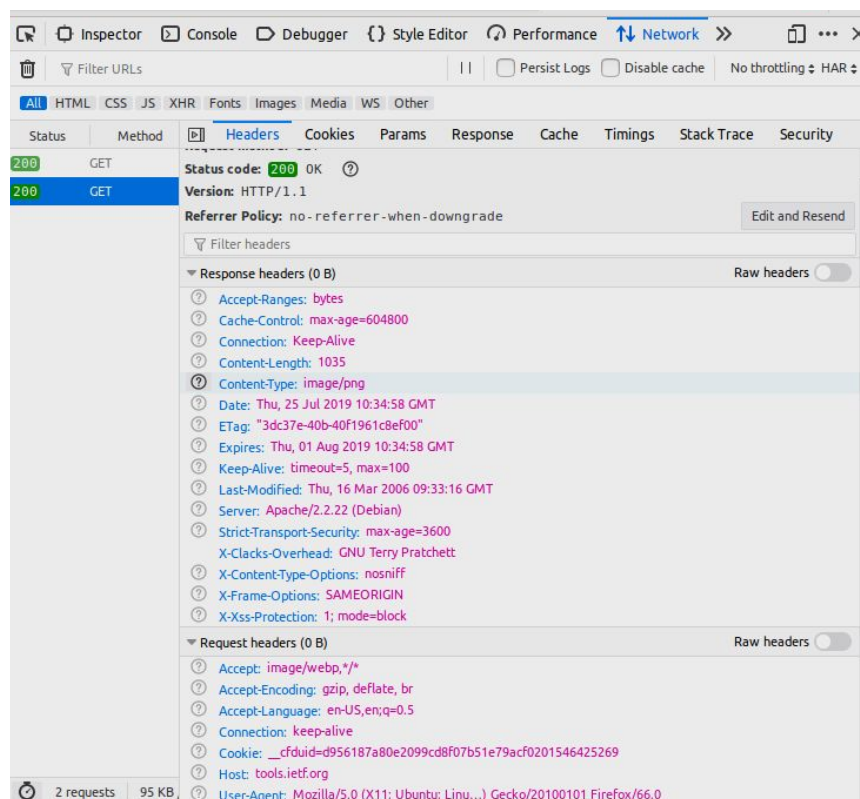 Inspector Console Debugger {} Style Editor Performance Network
Filter URLs Persist Logs Disable cache No throttling HAR
All HTML CSS JS XHR Fonts Images Media WS Other
Status Method Headers Cookies Params Response Cache Timings Stack Trace Security
200 GET
Status code: 200 OK
200 GET
Version: HTTP/1.1
Referrer Policy: no-referrer-when-downgrade Edit and Resend
Filter headers
Response headers (0 B) Raw headers
Accept-Ranges: bytes
Cache-Control: max-age=604800
Connection: Keep-Alive
Content-Length: 1035
Content-Type: image/png
Date: Thu, 25 Jul 2019 10:34:58 GMT
ETag: "3dc37e-40b-40f1961c8ef00"
Expires: Thu, 01 Aug 2019 10:34:58 GMT
Keep-Alive: timeout=5, max=100
Last-Modified: Thu, 16 Mar 2006 09:33:16 GMT
Server: Apache/2.2.22 (Debian)
Strict-Transport-Security: max-age=3600
X-Clacks-Overhead: GNU Terry Pratchett
X-Content-Type-Options: nosniff
X-Frame-Options: SAMEORIGIN
X-Xss-Protection: 1; mode=block
Request headers (0 B) Raw headers
Accept: image/webp,*/*
Accept-Encoding: gzip, deflate, br
Accept-Language: en-US,en;q=0.5
Connection: keep-alive
Cookie: __cfduid=d956187a80e2099cd8f07b51e79acf0201546425269
Host: tools.ietf.org
2 requests 95 KB User-Agent: Mozilla/5.0 (X11; Ubuntu; Linu...) Gecko/20100101 Firefox/66.0